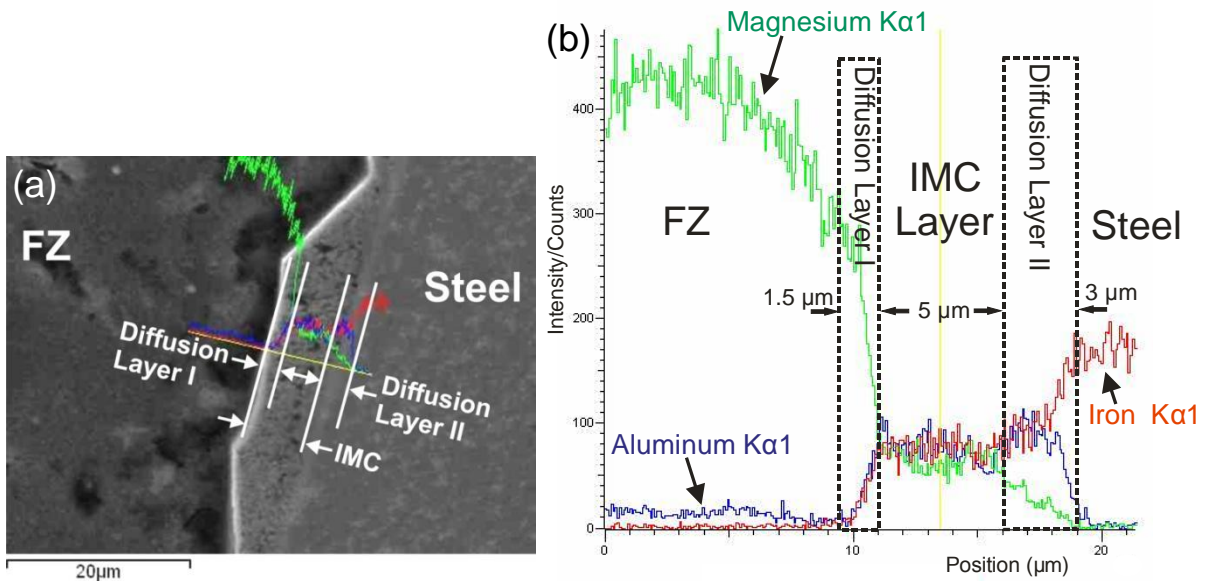 (a)
FZ
Steel
Diffusion
Layer I
Diffusion
Layer II
IMC
20µm
(b)
Magnesium Kα1
Intensity/Counts
400
300
200
100
0
FZ
Diffusion Layer I
IMC
Layer
Diffusion Layer II
Steel
1.5 µm
5 µm
3 µm
Aluminum Kα1
Iron Kα1
0
10
20
Position (µm)